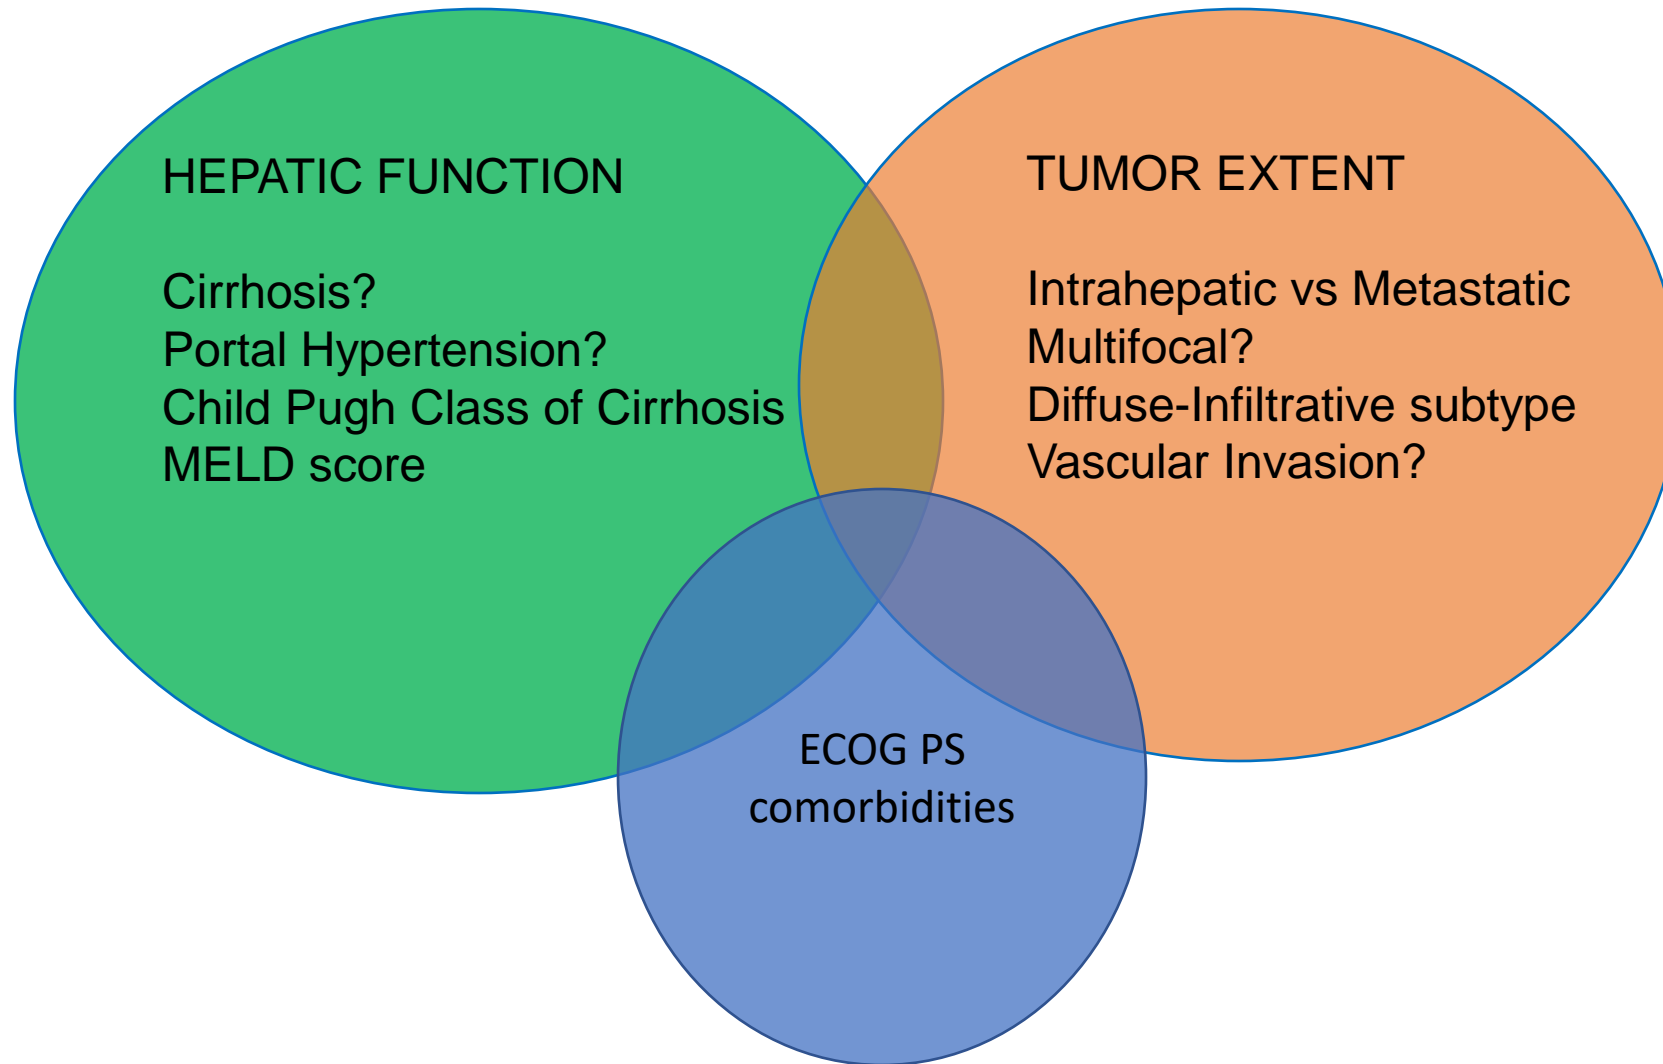 HEPATIC FUNCTION
Cirrhosis?
Portal Hypertension?
Child Pugh Class of Cirrhosis
MELD score
TUMOR EXTENT
Intrahepatic vs Metastatic
Multifocal?
Diffuse-Infiltrative subtype
Vascular Invasion?
ECOG PS
comorbidities